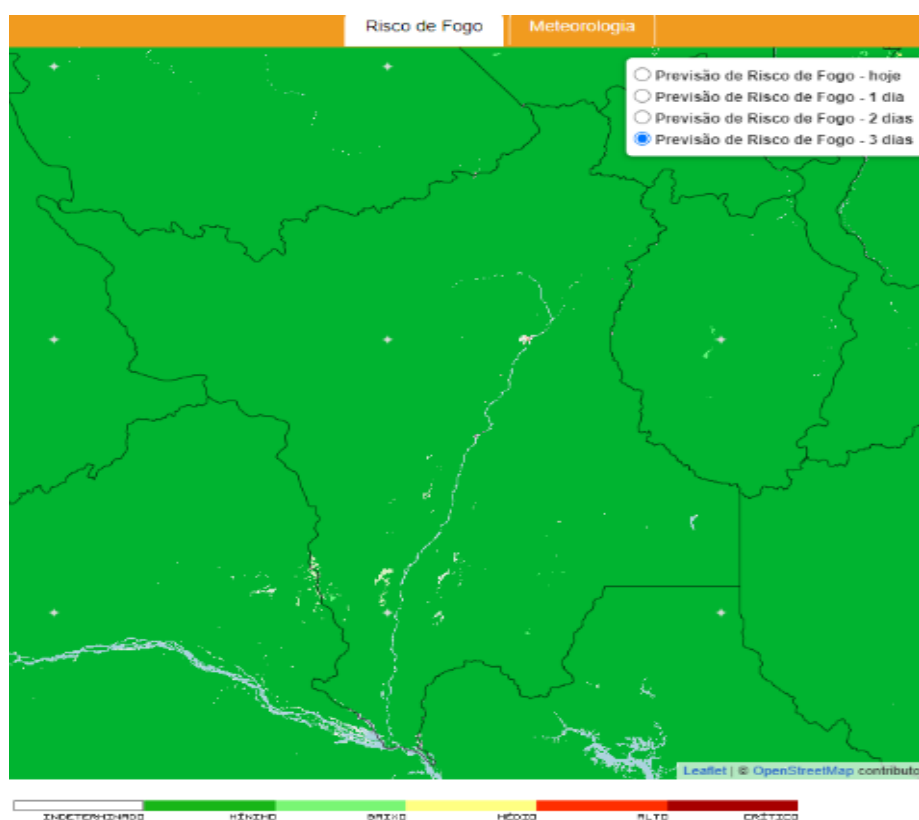 Risco de Fogo
Meteorologia
Previsão de Risco de Fogo - hoje
Previsão de Risco de Fogo - 1 dia
Previsão de Risco de Fogo - 2 dias
Previsão de Risco de Fogo - 3 dias
Leaflet | © OpenStreetMap contributo
INDETERMINADO MÍNIMO BAIXO MÉDIO ALTO CRÍTICO